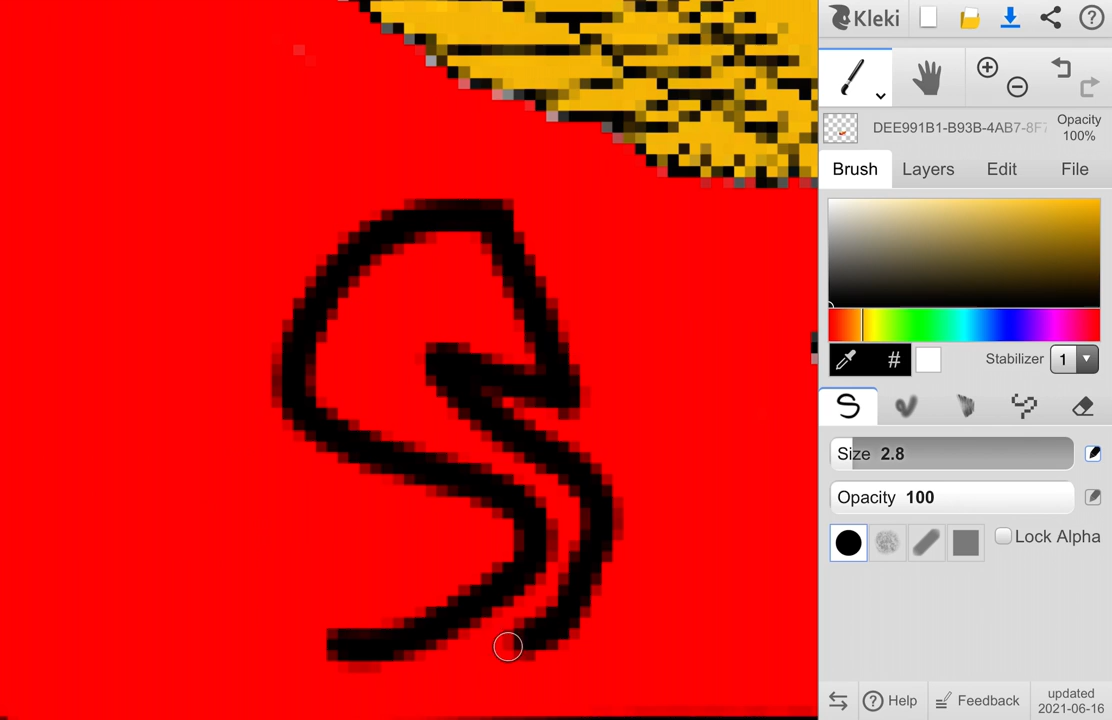 Kleki
DEE991B1-B93B-4AB7-8F7
Opacity
100%
Brush Layers Edit File
# Stabilizer 1
Size 2.8
Opacity 100
Lock Alpha
Help Feedback updated
2021-06-16